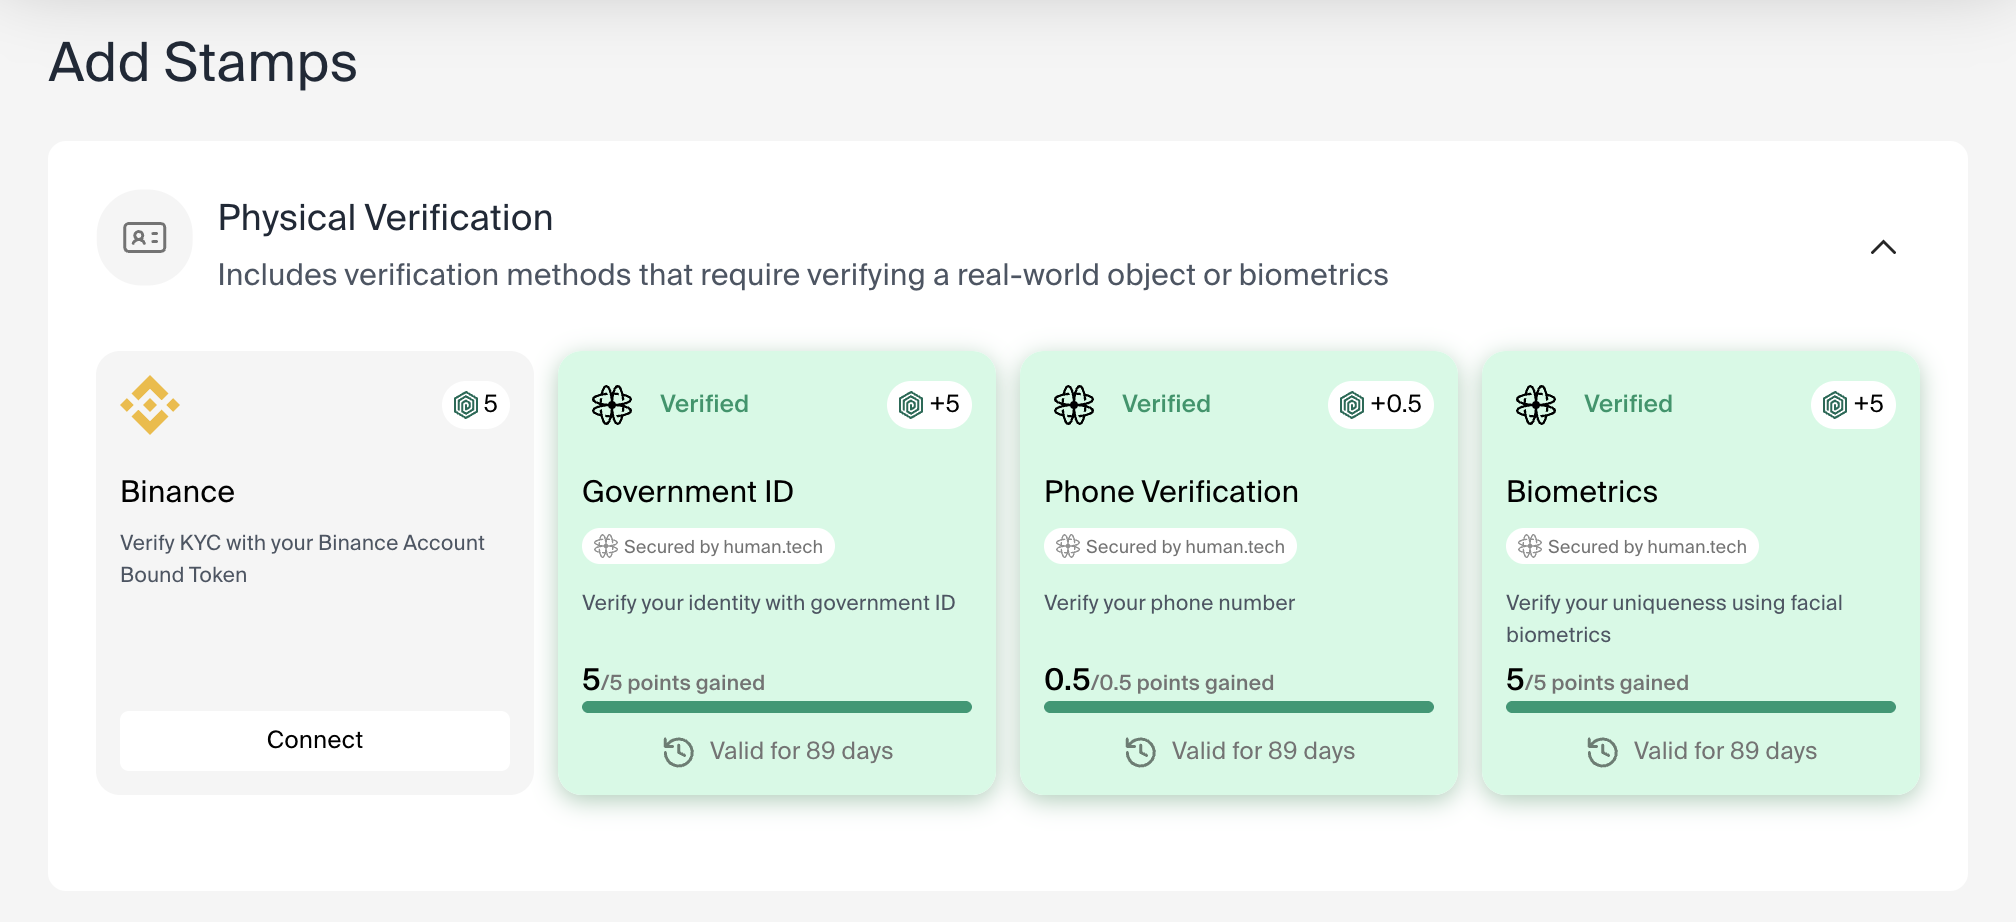 Add Stamps
Physical Verification
Includes verification methods that require verifying a real-world object or biometrics
5
Binance
Verify KYC with your Binance Account
Bound Token
Connect
Verified
+5
Government ID
Secured by human.tech
Verify your identity with government ID
5/5 points gained
Valid for 89 days
Verified
+0.5
Phone Verification
Secured by human.tech
Verify your phone number
0.5/0.5 points gained
Valid for 89 days
Verified
+5
Biometrics
Secured by human.tech
Verify your uniqueness using facial
biometrics
5/5 points gained
Valid for 89 days